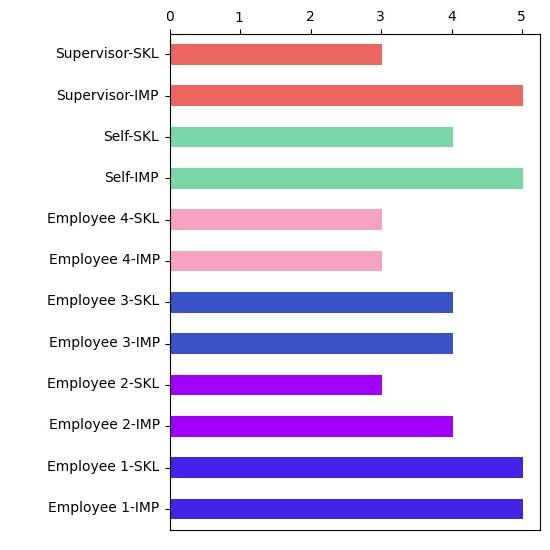 0 1 2 3 4 5
Supervisor-SKL
Supervisor-IMP
Self-SKL
Self-IMP
Employee 4-SKL
Employee 4-IMP
Employee 3-SKL
Employee 3-IMP
Employee 2-SKL
Employee 2-IMP
Employee 1-SKL
Employee 1-IMP